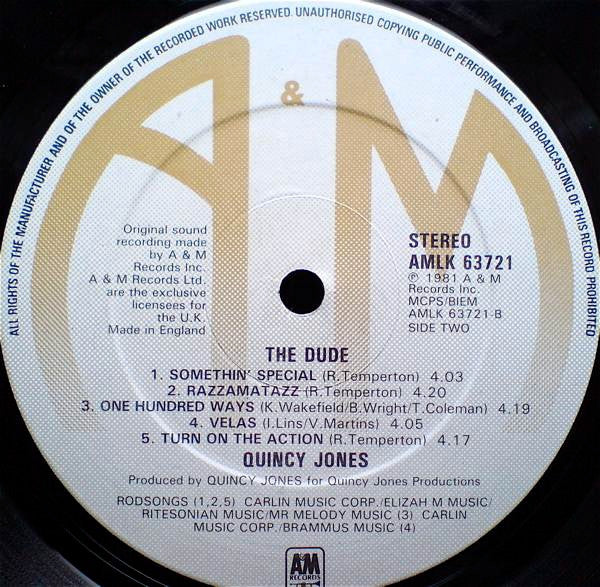 ALL RIGHTS OF THE MANUFACTURER AND OF THE OWNER OF THE RECORDED WORK RESERVED. UNAUTHORISED COPYING PUBLIC PERFORMANCE AND BROADCASTING OF THIS RECORD PROHIBITED
A & M
Original sound
recording made
by A & M
Records Inc.
A & M Records Ltd.
are the exclusive
licensees for
the U.K.
Made in England
STEREO
AMLK 63721
℗ 1981 A & M
Records Inc.
MCPS/BIEM
AMLK 63721-B
SIDE TWO
THE DUDE
1. SOMETHIN' SPECIAL (R.Temperton) 4.03
2. RAZZAMATAZZ (R.Temperton) 4.20
3. ONE HUNDRED WAYS (K.Wakefield/B.Wright/T.Coleman) 4.19
4. VELAS (I.Lins/V.Martins) 4.05
5. TURN ON THE ACTION (R.Temperton) 4.17
QUINCY JONES
Produced by QUINCY JONES for Quincy Jones Productions
RODSONGS (1,2,5) CARLIN MUSIC CORP./ELIZAH M MUSIC/
RITESONIAN MUSIC/MR MELODY MUSIC (3) CARLIN
MUSIC CORP./BRAMMUS MUSIC (4)
AM
RECORDS